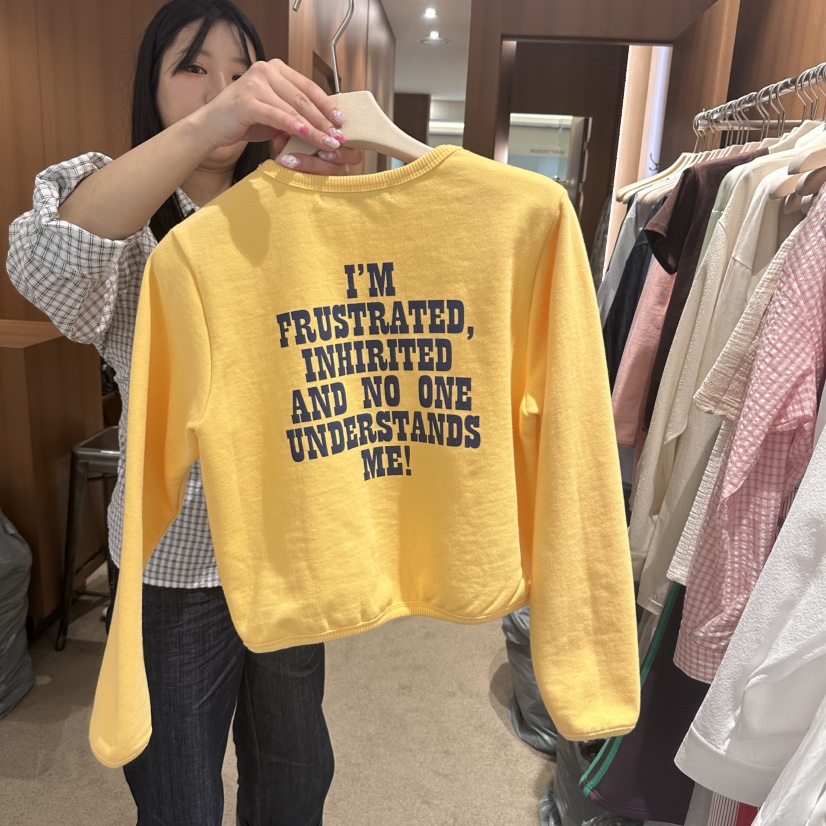 I'M
FRUSTRATED,
INHIRITED
AND NO ONE
UNDERSTANDS
ME!